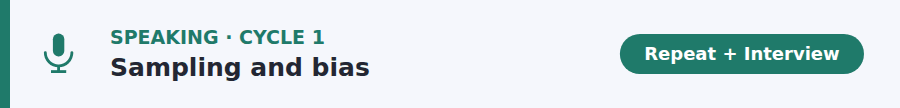 SPEAKING · CYCLE 1
Sampling and bias
Repeat + Interview